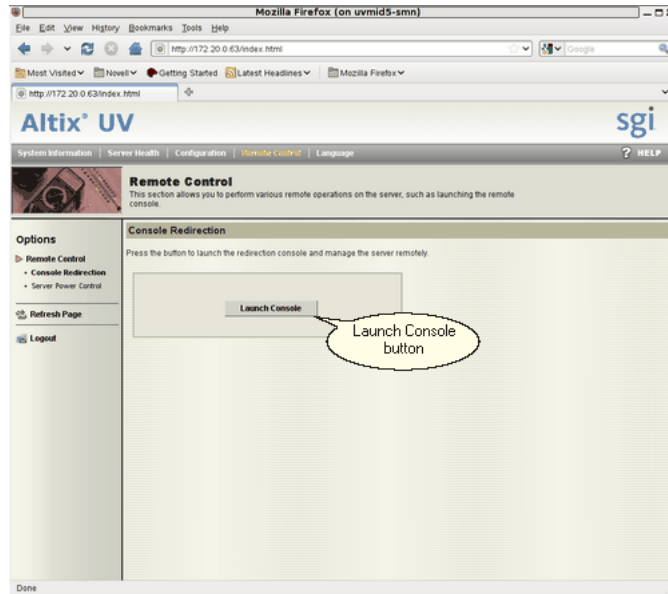 Mozilla Firefox (on uvmid5-smn)
File Edit View History Bookmarks Tools Help
http://172.20.0.63/index.html
Google
Most Visited Novell Getting Started Latest Headlines Mozilla Firefox
http://172.20.0.63/index.html
Altix® UV
sgi
System Information | Server Health | Configuration | Remote Control | Language
? HELP
Remote Control
This section allows you to perform various remote operations on the server, such as launching the remote
console.
Options
Remote Control
• Console Redirection
• Server Power Control
Refresh Page
Logout
Console Redirection
Press the button to launch the redirection console and manage the server remotely.
Launch Console
Launch Console
button
Done